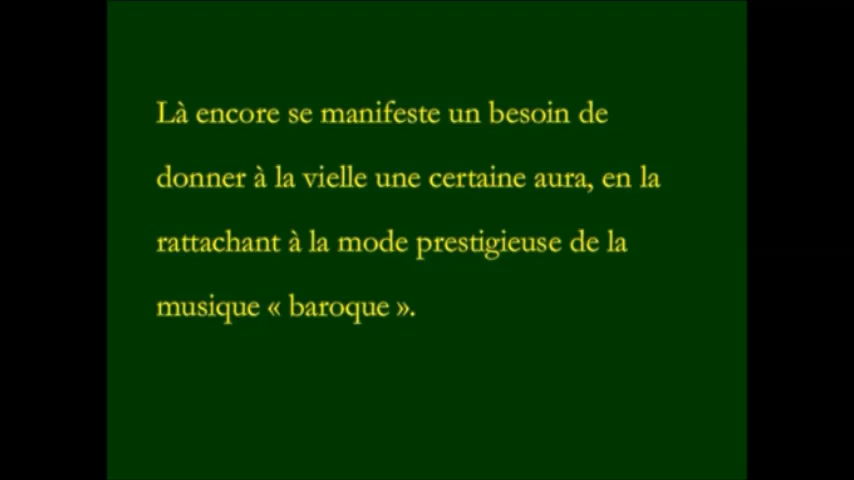 Là encore se manifeste un besoin de
donner à la vielle une certaine aura, en la
rattachant à la mode prestigieuse de la
musique « baroque ».